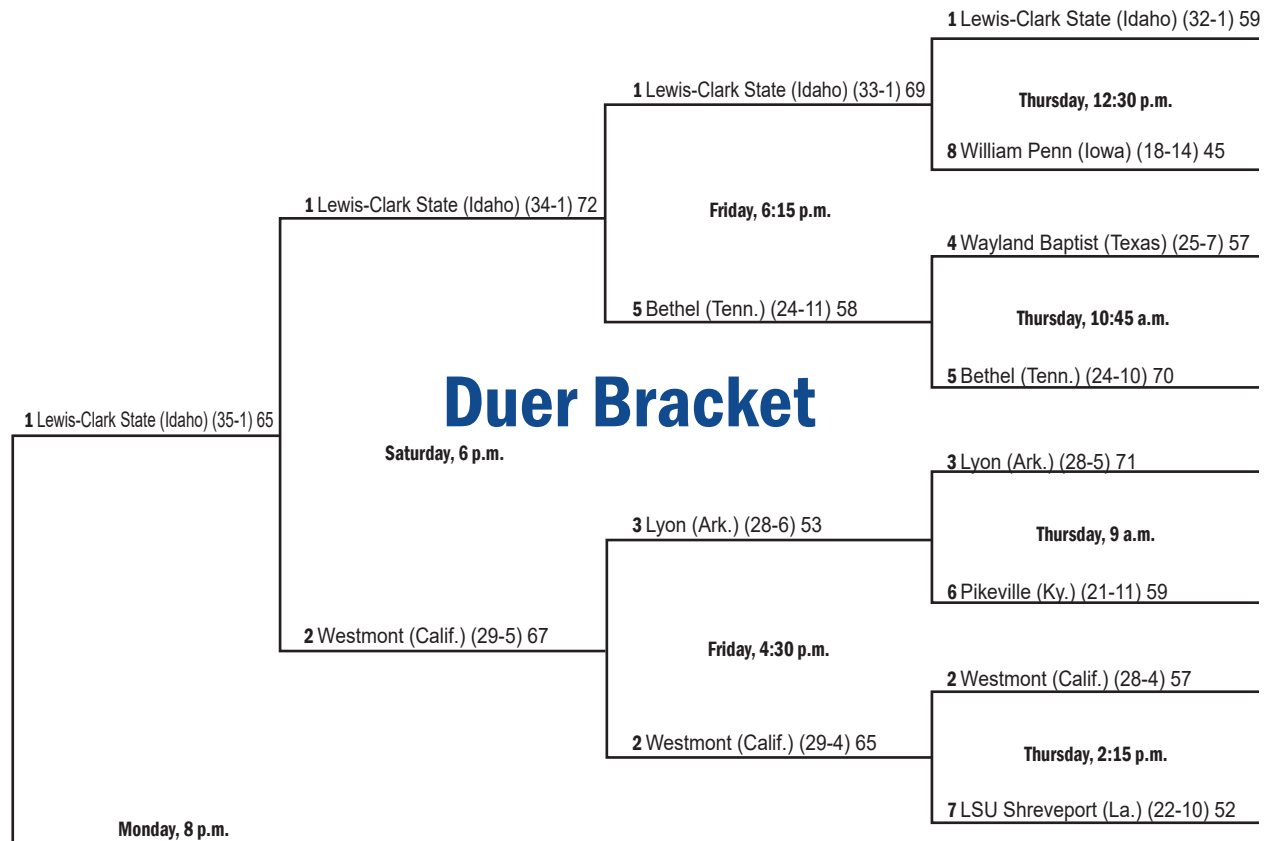 1 Lewis-Clark State (Idaho) (32-1) 59
1 Lewis-Clark State (Idaho) (33-1) 69
Thursday, 12:30 p.m.
8 William Penn (Iowa) (18-14) 45
1 Lewis-Clark State (Idaho) (34-1) 72
Friday, 6:15 p.m.
4 Wayland Baptist (Texas) (25-7) 57
5 Bethel (Tenn.) (24-11) 58
Thursday, 10:45 a.m.
5 Bethel (Tenn.) (24-10) 70
Duer Bracket
1 Lewis-Clark State (Idaho) (35-1) 65
Saturday, 6 p.m.
3 Lyon (Ark.) (28-5) 71
3 Lyon (Ark.) (28-6) 53
Thursday, 9 a.m.
6 Pikeville (Ky.) (21-11) 59
2 Westmont (Calif.) (29-5) 67
Friday, 4:30 p.m.
2 Westmont (Calif.) (28-4) 57
2 Westmont (Calif.) (29-4) 65
Thursday, 2:15 p.m.
7 LSU Shreveport (La.) (22-10) 52
Monday, 8 p.m.